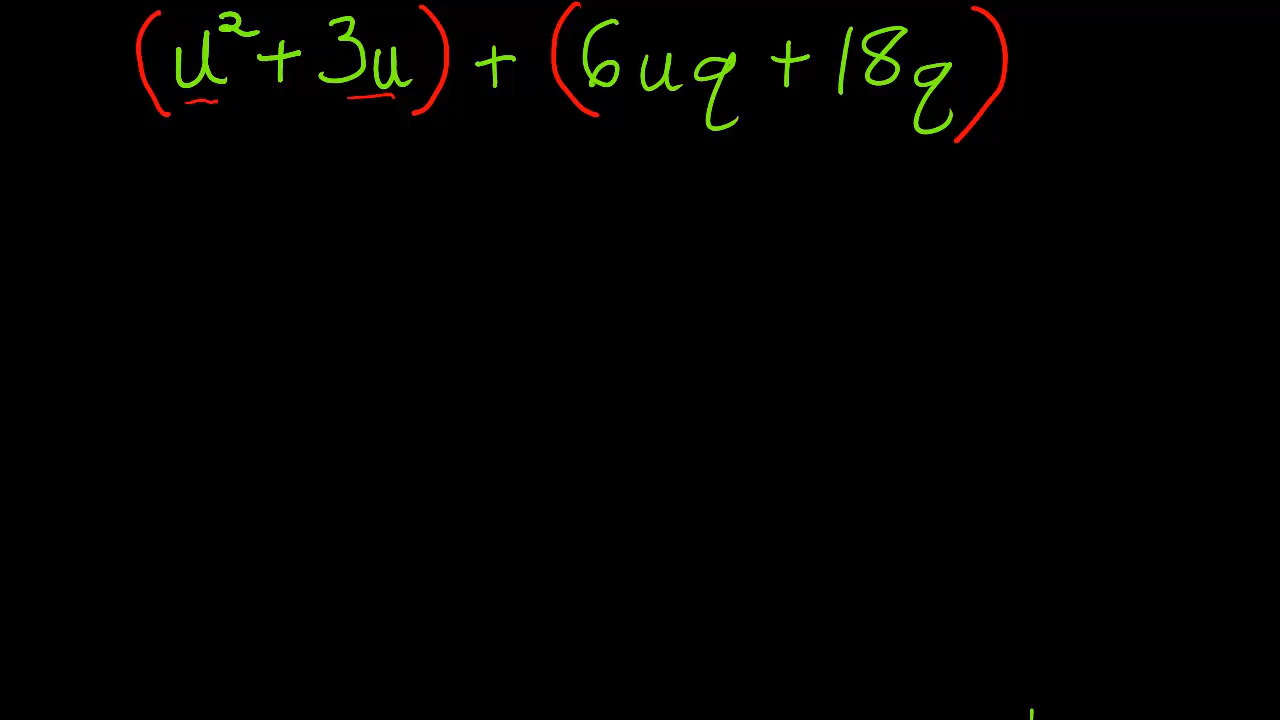 (u² + 3u) + (6uq + 18q)